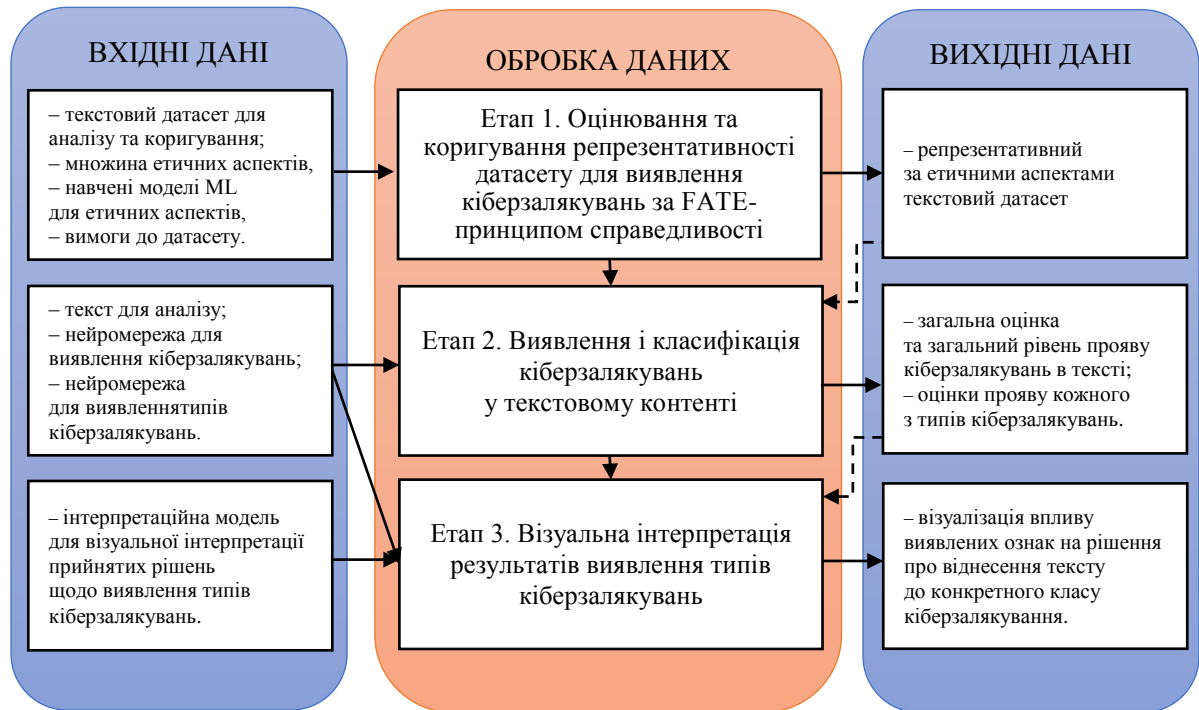 ВХІДНІ ДАНІ
– текстовий датасет для
аналізу та коригування;
– множина етичних аспектів,
– навчені моделі ML
для етичних аспектів,
– вимоги до датасету.
– текст для аналізу;
– нейромережа для
виявлення кіберзалякувань;
– нейромережа
для виявленнятипів
кіберзалякувань.
– інтерпретаційна модель
для візуальної інтерпретації
прийнятих рішень
щодо виявлення типів
кіберзалякувань.
ОБРОБКА ДАНИХ
Етап 1. Оцінювання та
коригування репрезентативності
датасету для виявлення
кіберзалякувань за FATE-
принципом справедливості
Етап 2. Виявлення і класифікація
кіберзалякувань
у текстовому контенті
Етап 3. Візуальна інтерпретація
результатів виявлення типів
кіберзалякувань
ВИХІДНІ ДАНІ
– репрезентативний
за етичними аспектами
текстовий датасет
– загальна оцінка
та загальний рівень прояву
кіберзалякувань в тексті;
– оцінки прояву кожного
з типів кіберзалякувань.
– візуалізація впливу
виявлених ознак на рішення
про віднесення тексту
до конкретного класу
кіберзалякування.